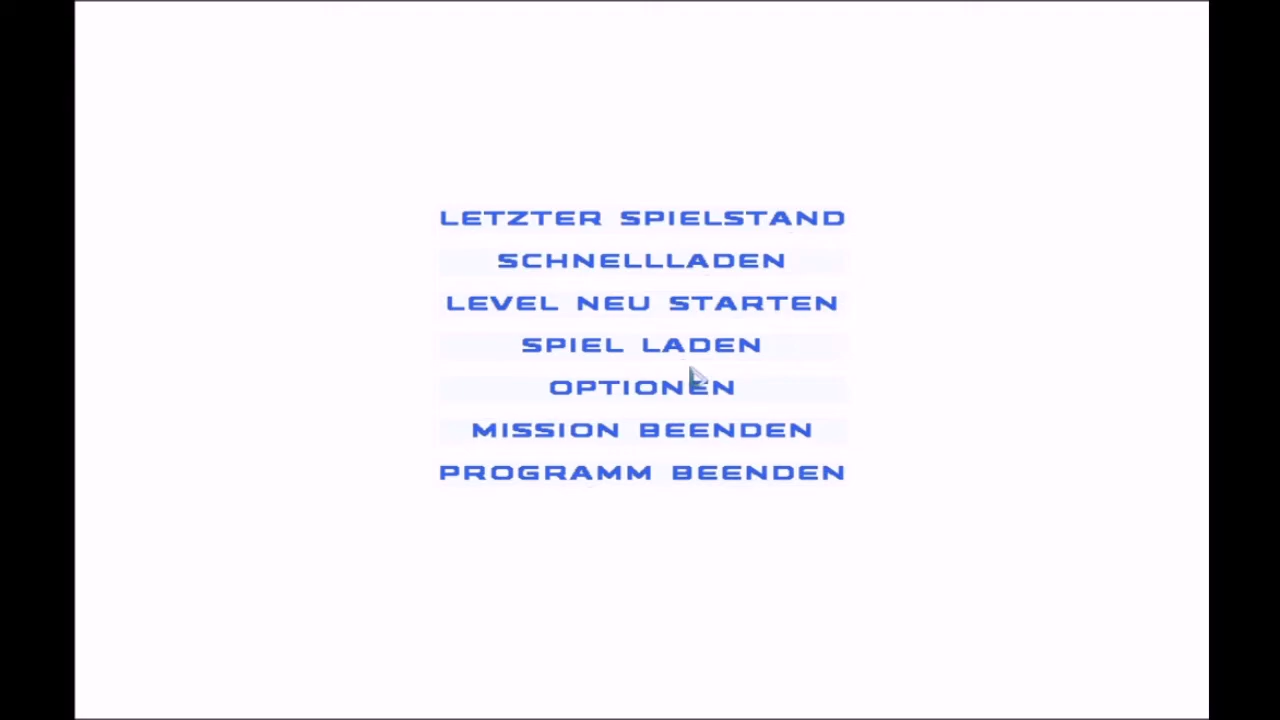 LETZTER SPIELSTAND
SCHNELLLADEN
LEVEL NEU STARTEN
SPIEL LADEN
OPTIONEN
MISSION BEENDEN
PROGRAMM BEENDEN